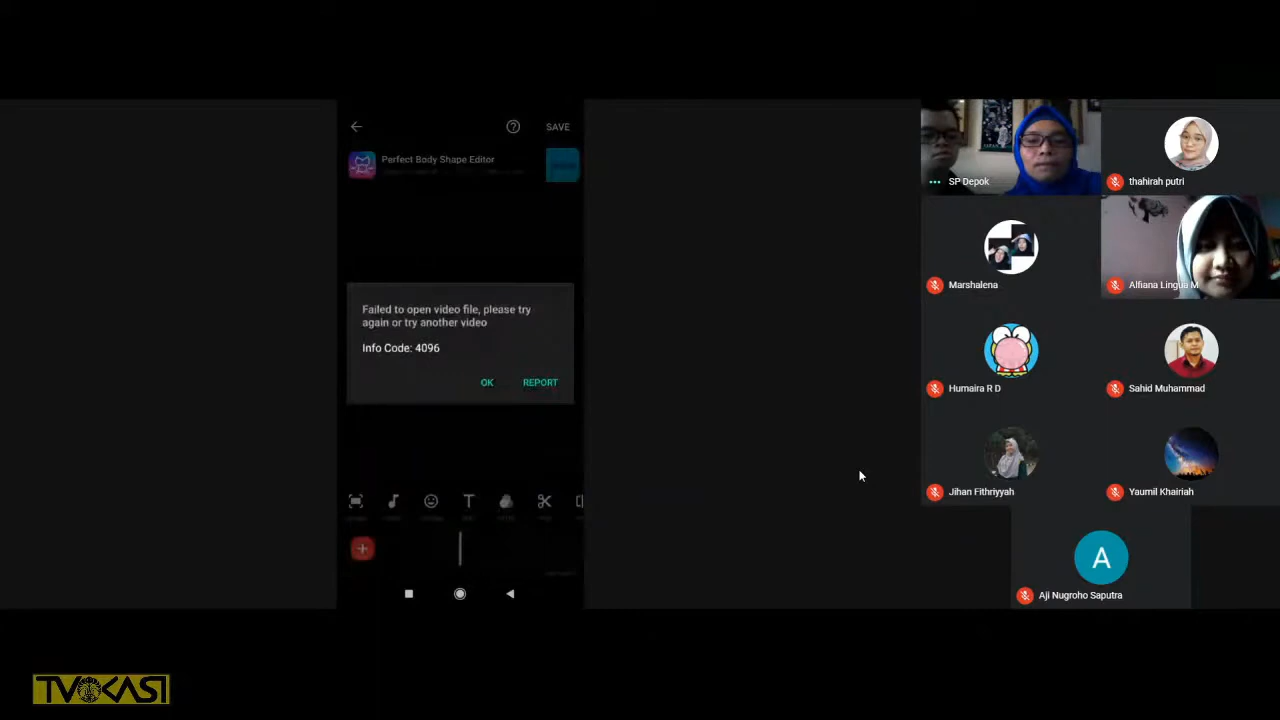 SAVE
Perfect Body Shape Editor
Failed to open video file, please try
again or try another video
Info Code: 4096
OK
REPORT
SP Depok
thahirah putri
Marshalena
Alfiana Lingua M
Humaira R D
Sahid Muhammad
Jihan Fithriyyah
Yaumil Khairiah
A
Aji Nugroho Saputra
TVOKASI